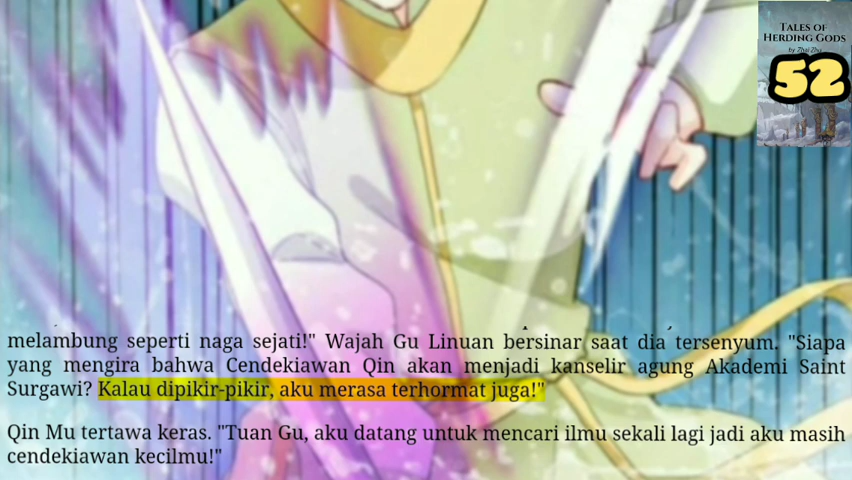 TALES OF
HERDING GODS
by Zhai Zhu
52
melambung seperti naga sejati!" Wajah Gu Linuan bersinar saat dia tersenyum. "Siapa
yang mengira bahwa Cendekiawan Qin akan menjadi kanselir agung Akademi Saint
Surgawi? Kalau dipikir-pikir, aku merasa terhormat juga!"
Qin Mu tertawa keras. "Tuan Gu, aku datang untuk mencari ilmu sekali lagi jadi aku masih
cendekiawan kecilmu!"